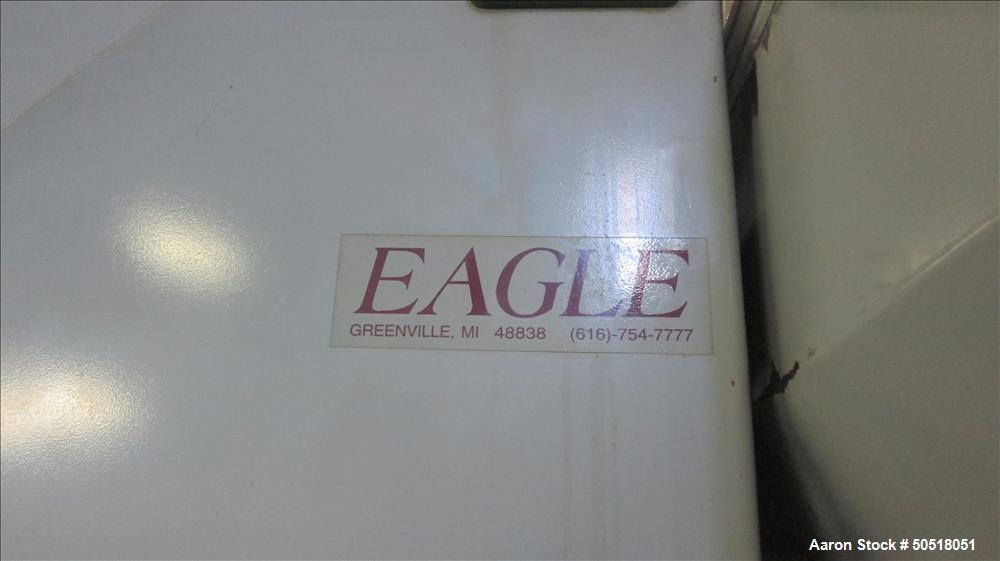 EAGLE
GREENVILLE, MI 48838 (616)-754-7777
Aaron Stock # 50518051